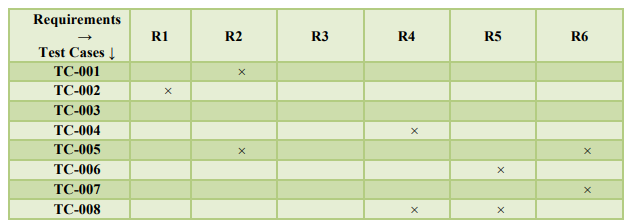 Requirements
→ R1 R2 R3 R4 R5 R6
Test Cases ↓
TC-001 ×
TC-002 ×
TC-003
TC-004 ×
TC-005 × ×
TC-006 ×
TC-007 ×
TC-008 × ×